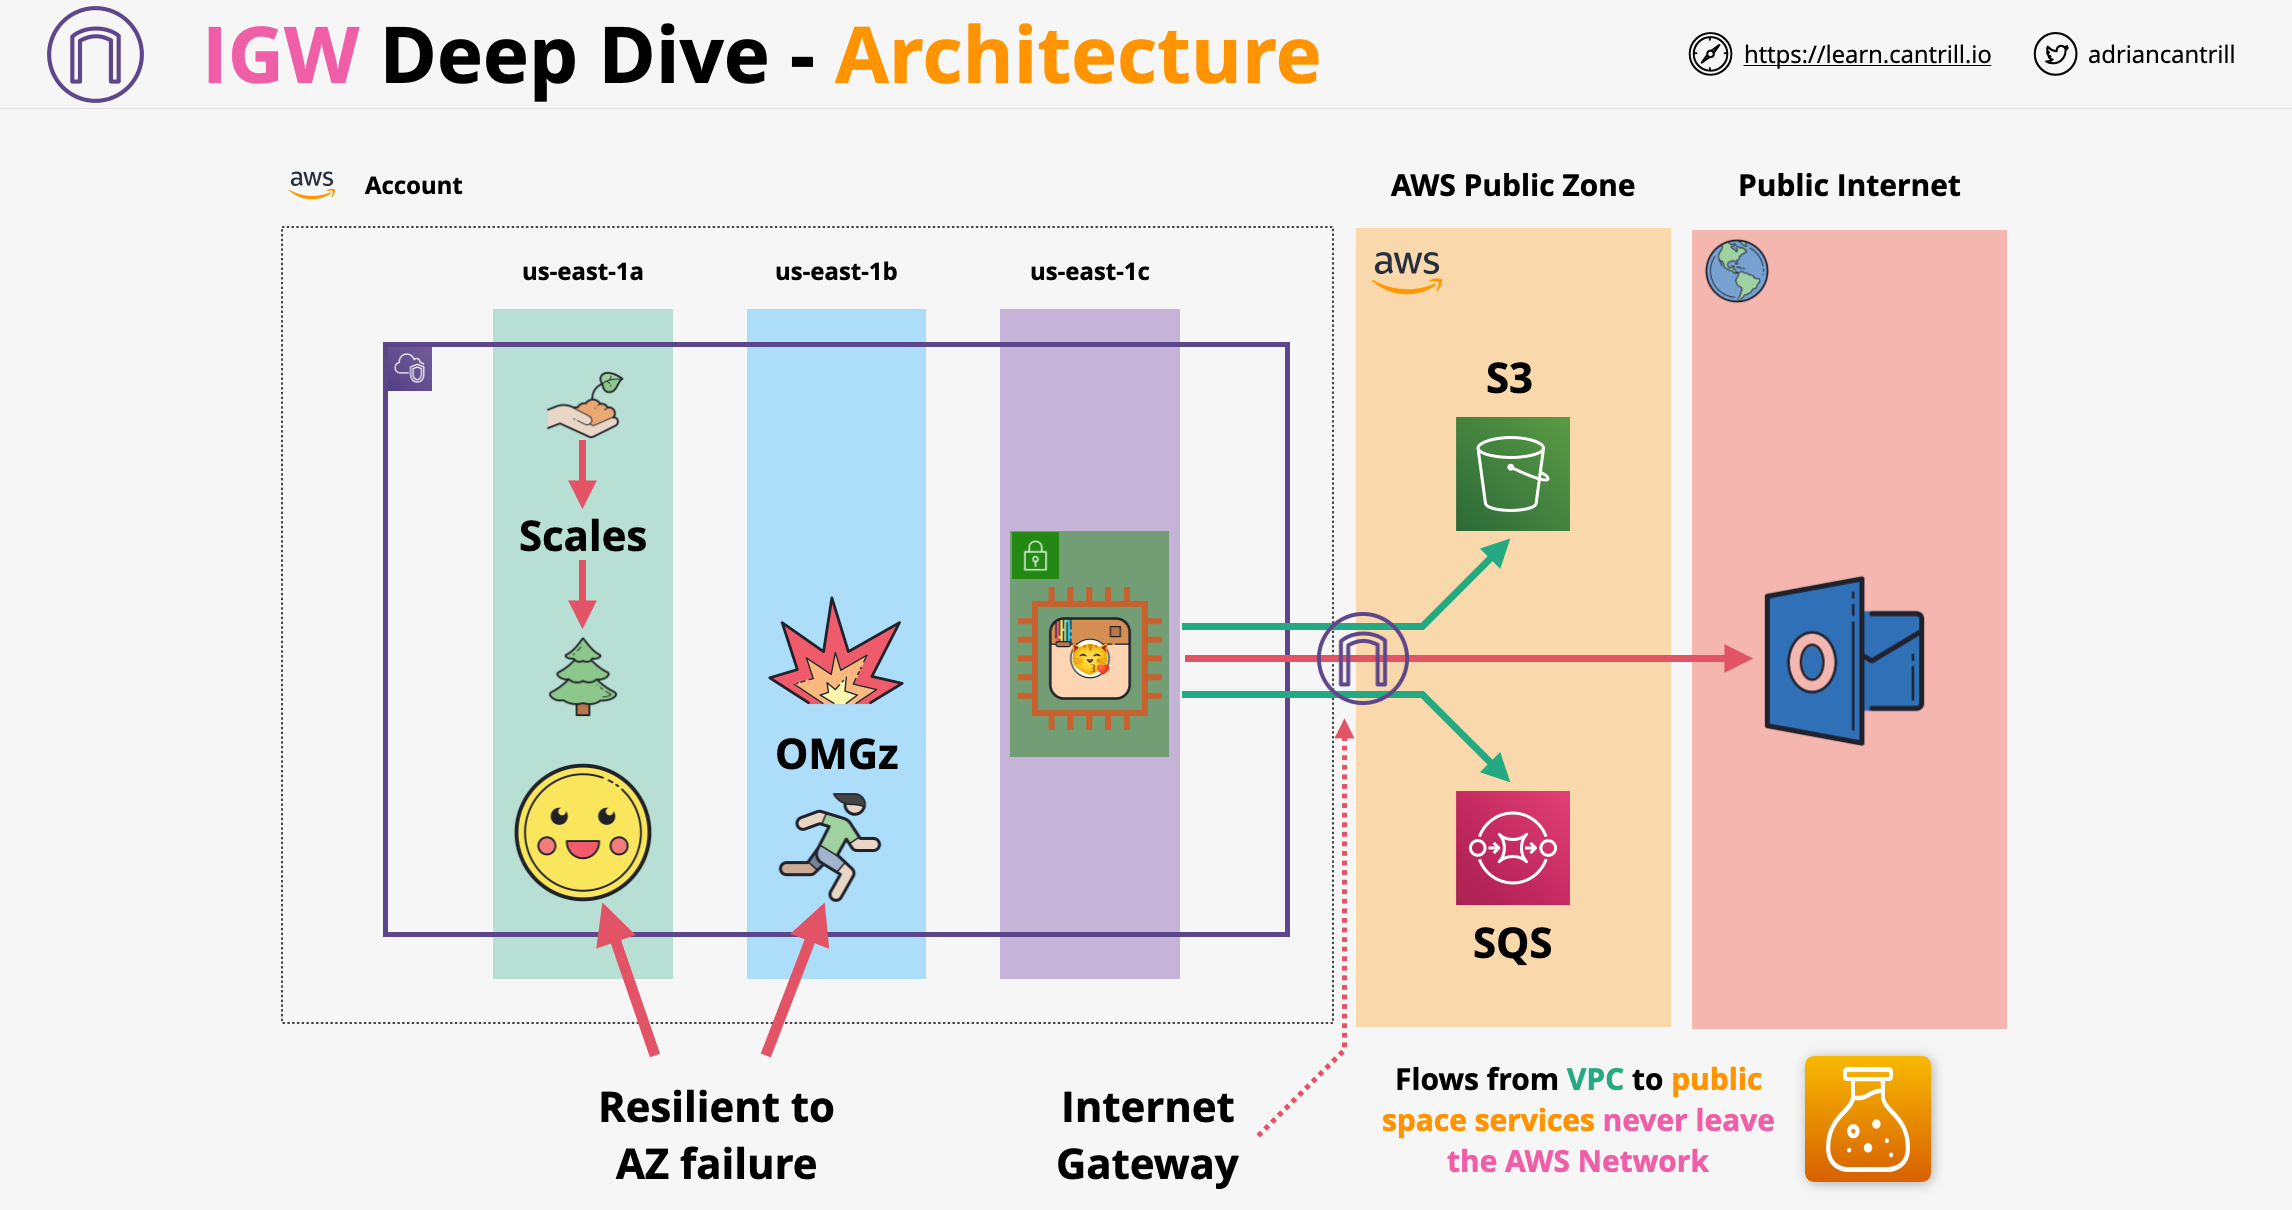 IGW Deep Dive - Architecture
https://learn.cantrill.io
adriancantrill
aws
Account
AWS Public Zone
Public Internet
us-east-1a
us-east-1b
us-east-1c
aws
S3
Scales
OMGz
SQS
Resilient to
AZ failure
Internet
Gateway
Flows from VPC to public
space services never leave
the AWS Network